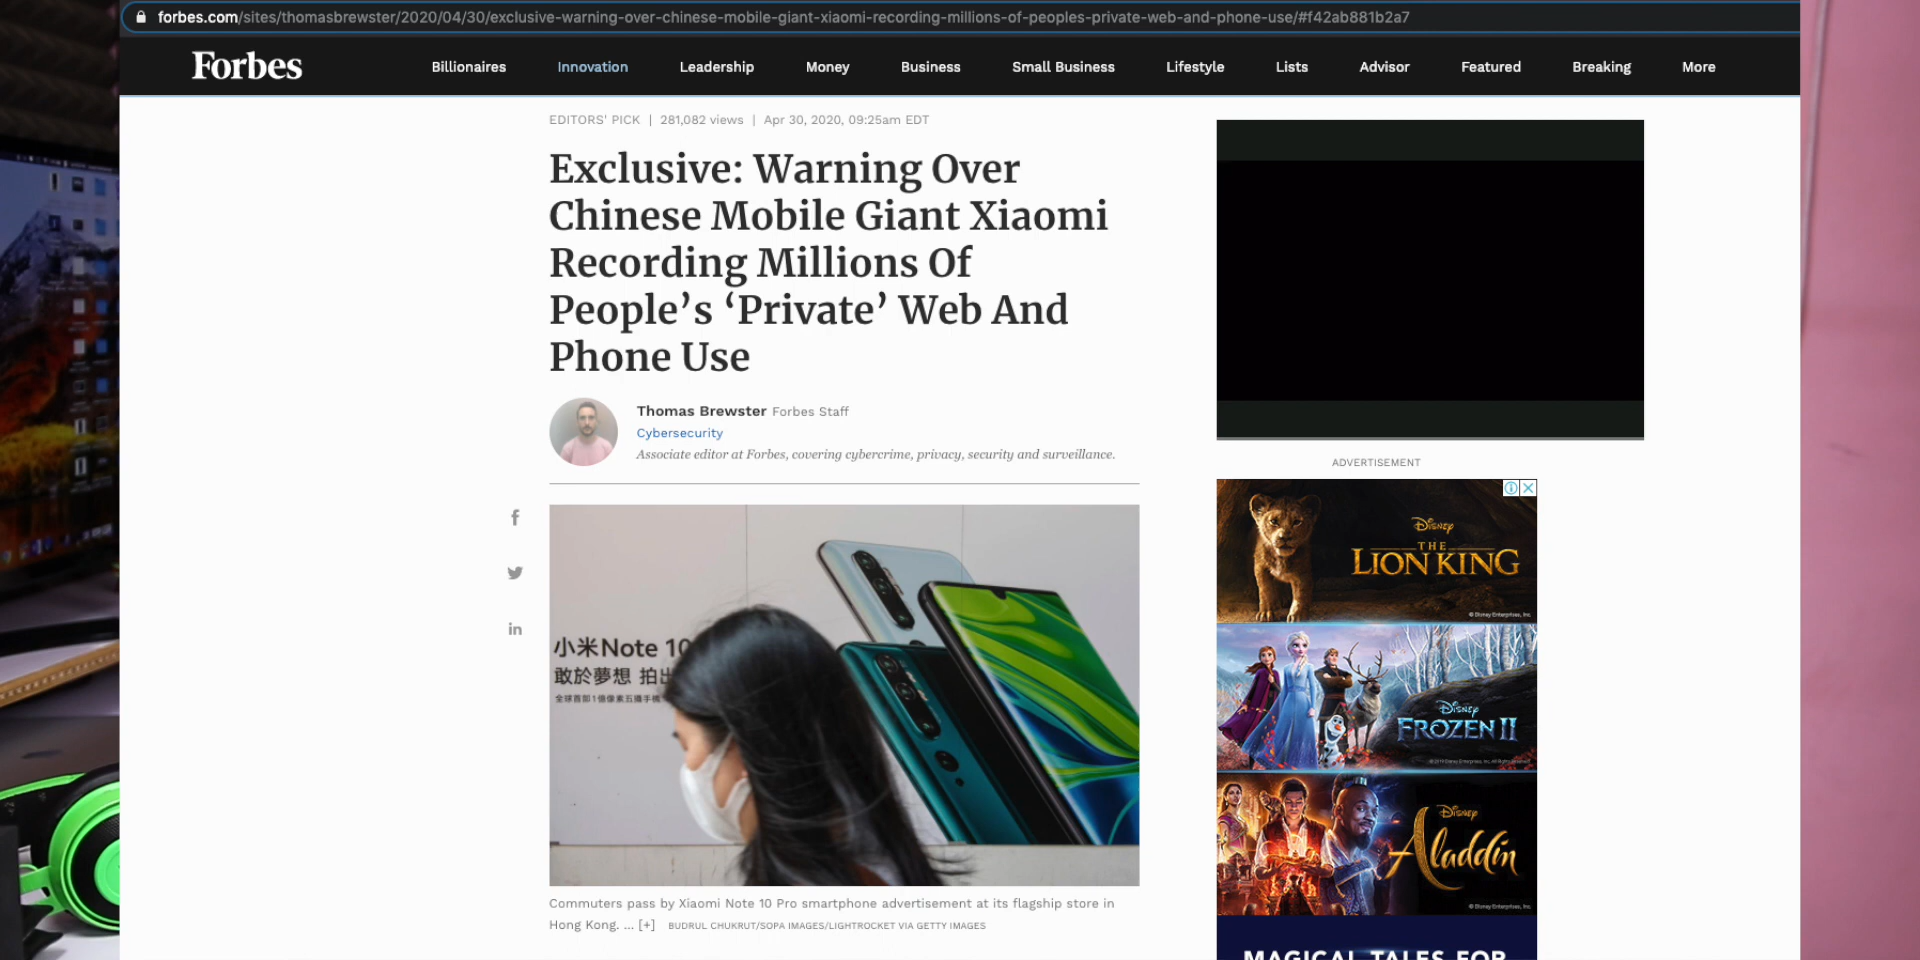 forbes.com/sites/thomasbrewster/2020/04/30/exclusive-warning-over-chinese-mobile-giant-xiaomi-recording-millions-of-peoples-private-web-and-phone-use/#f42ab881b2a7
Forbes
Billionaires Innovation Leadership Money Business Small Business Lifestyle Lists Advisor Featured Breaking More
EDITORS' PICK | 281,082 views | Apr 30, 2020, 09:25am EDT
Exclusive: Warning Over
Chinese Mobile Giant Xiaomi
Recording Millions Of
People's 'Private' Web And
Phone Use
Thomas Brewster Forbes Staff
Cybersecurity
Associate editor at Forbes, covering cybercrime, privacy, security and surveillance.
小米Note 10
敢於夢想 拍出
全球首部1億像素五攝手機
Commuters pass by Xiaomi Note 10 Pro smartphone advertisement at its flagship store in
Hong Kong. ... [+] BUDRUL CHUKRUT/SOPA IMAGES/LIGHTROCKET VIA GETTY IMAGES
ADVERTISEMENT
Disney
THE
LION KING
© Disney Enterprises, Inc.
Disney
FROZEN II
Disney
Aladdin
© Disney Enterprises, Inc.
MAGICAL TALES FOR